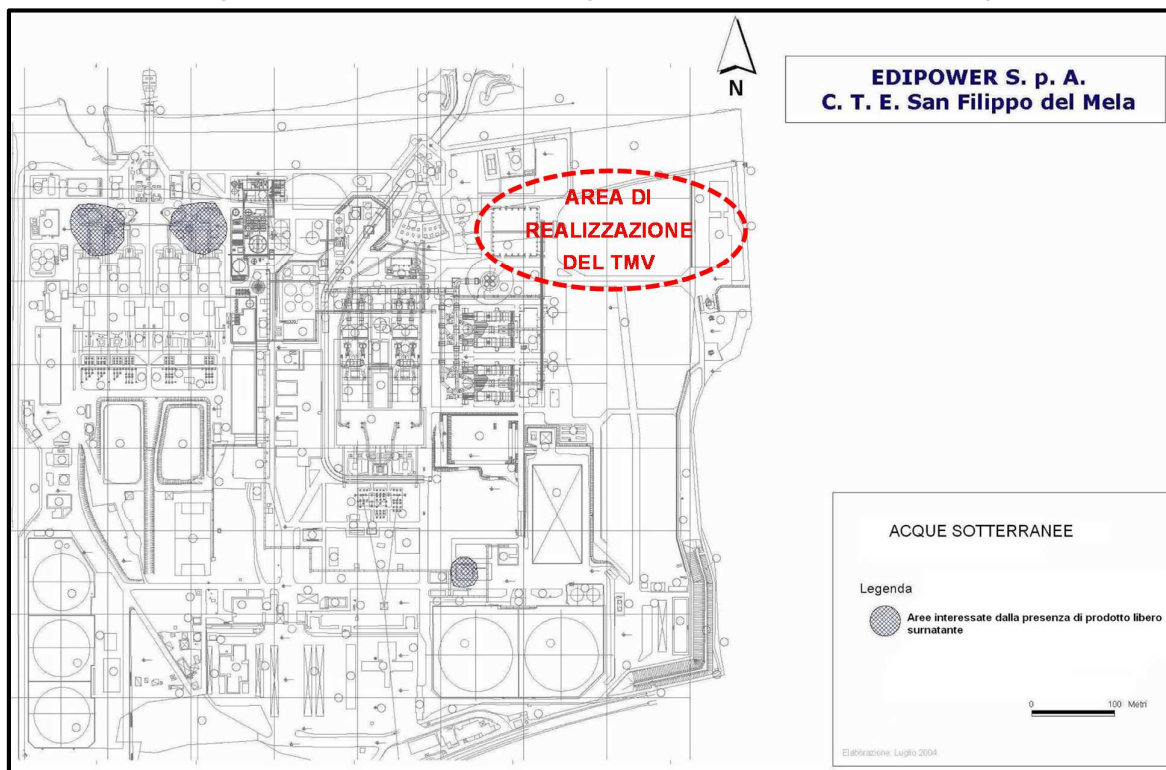 N
EDIPOWER S. p. A.
C. T. E. San Filippo del Mela
AREA DI
REALIZZAZIONE
DEL TMV
ACQUE SOTTERRANEE
Legenda
Aree interessate dalla presenza di prodotto libero
surnatante
0 100 Metri
Elaborazione: Luglio 2004